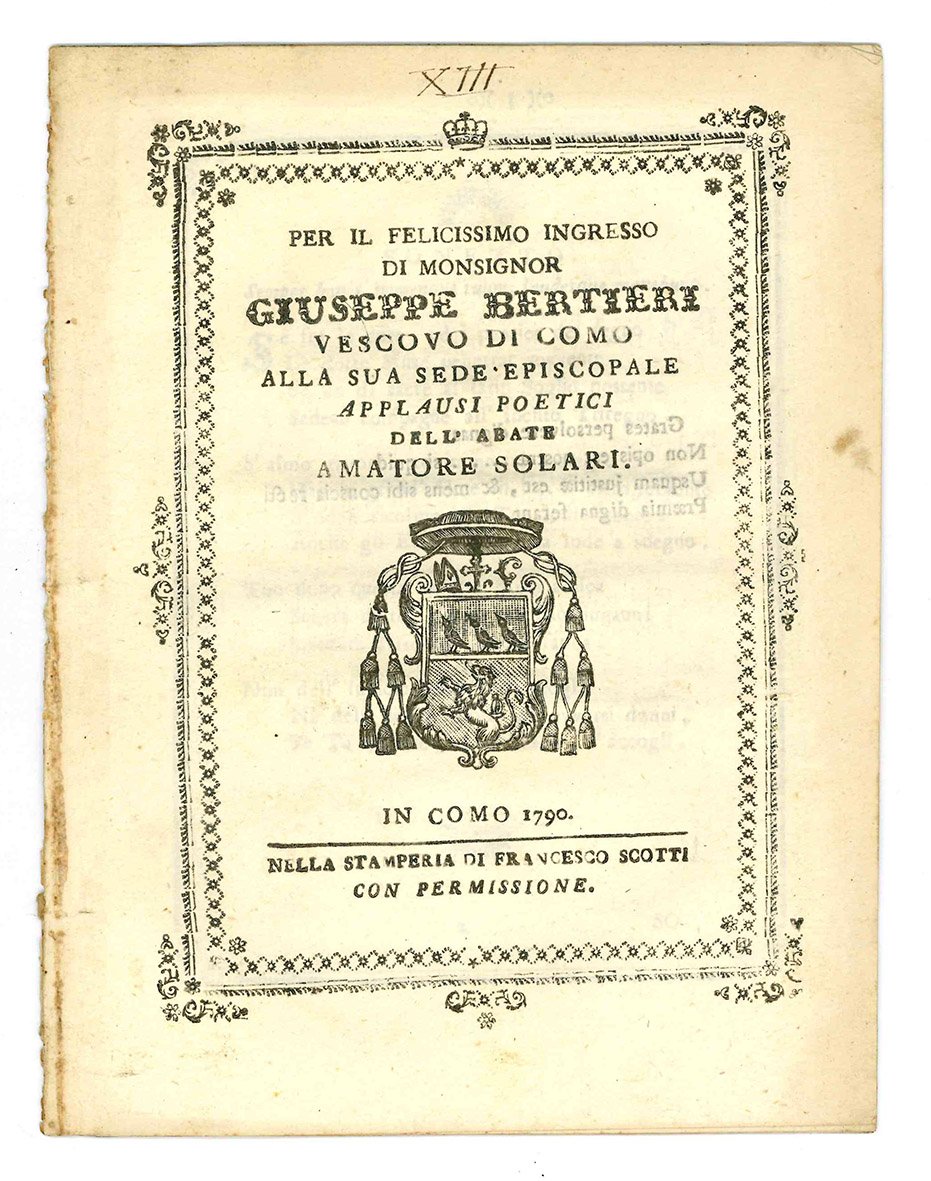 XIII
PER IL FELICISSIMO INGRESSO
DI MONSIGNOR
GIUSEPPE BERTIERI
VESCOVO DI COMO
ALLA SUA SEDE EPISCOPALE
APPLAUSI POETICI
DELL' ABATE
AMATORE SOLARI.
IN COMO 1790.
NELLA STAMPERIA DI FRANCESCO SCOTTI
CON PERMISSIONE.